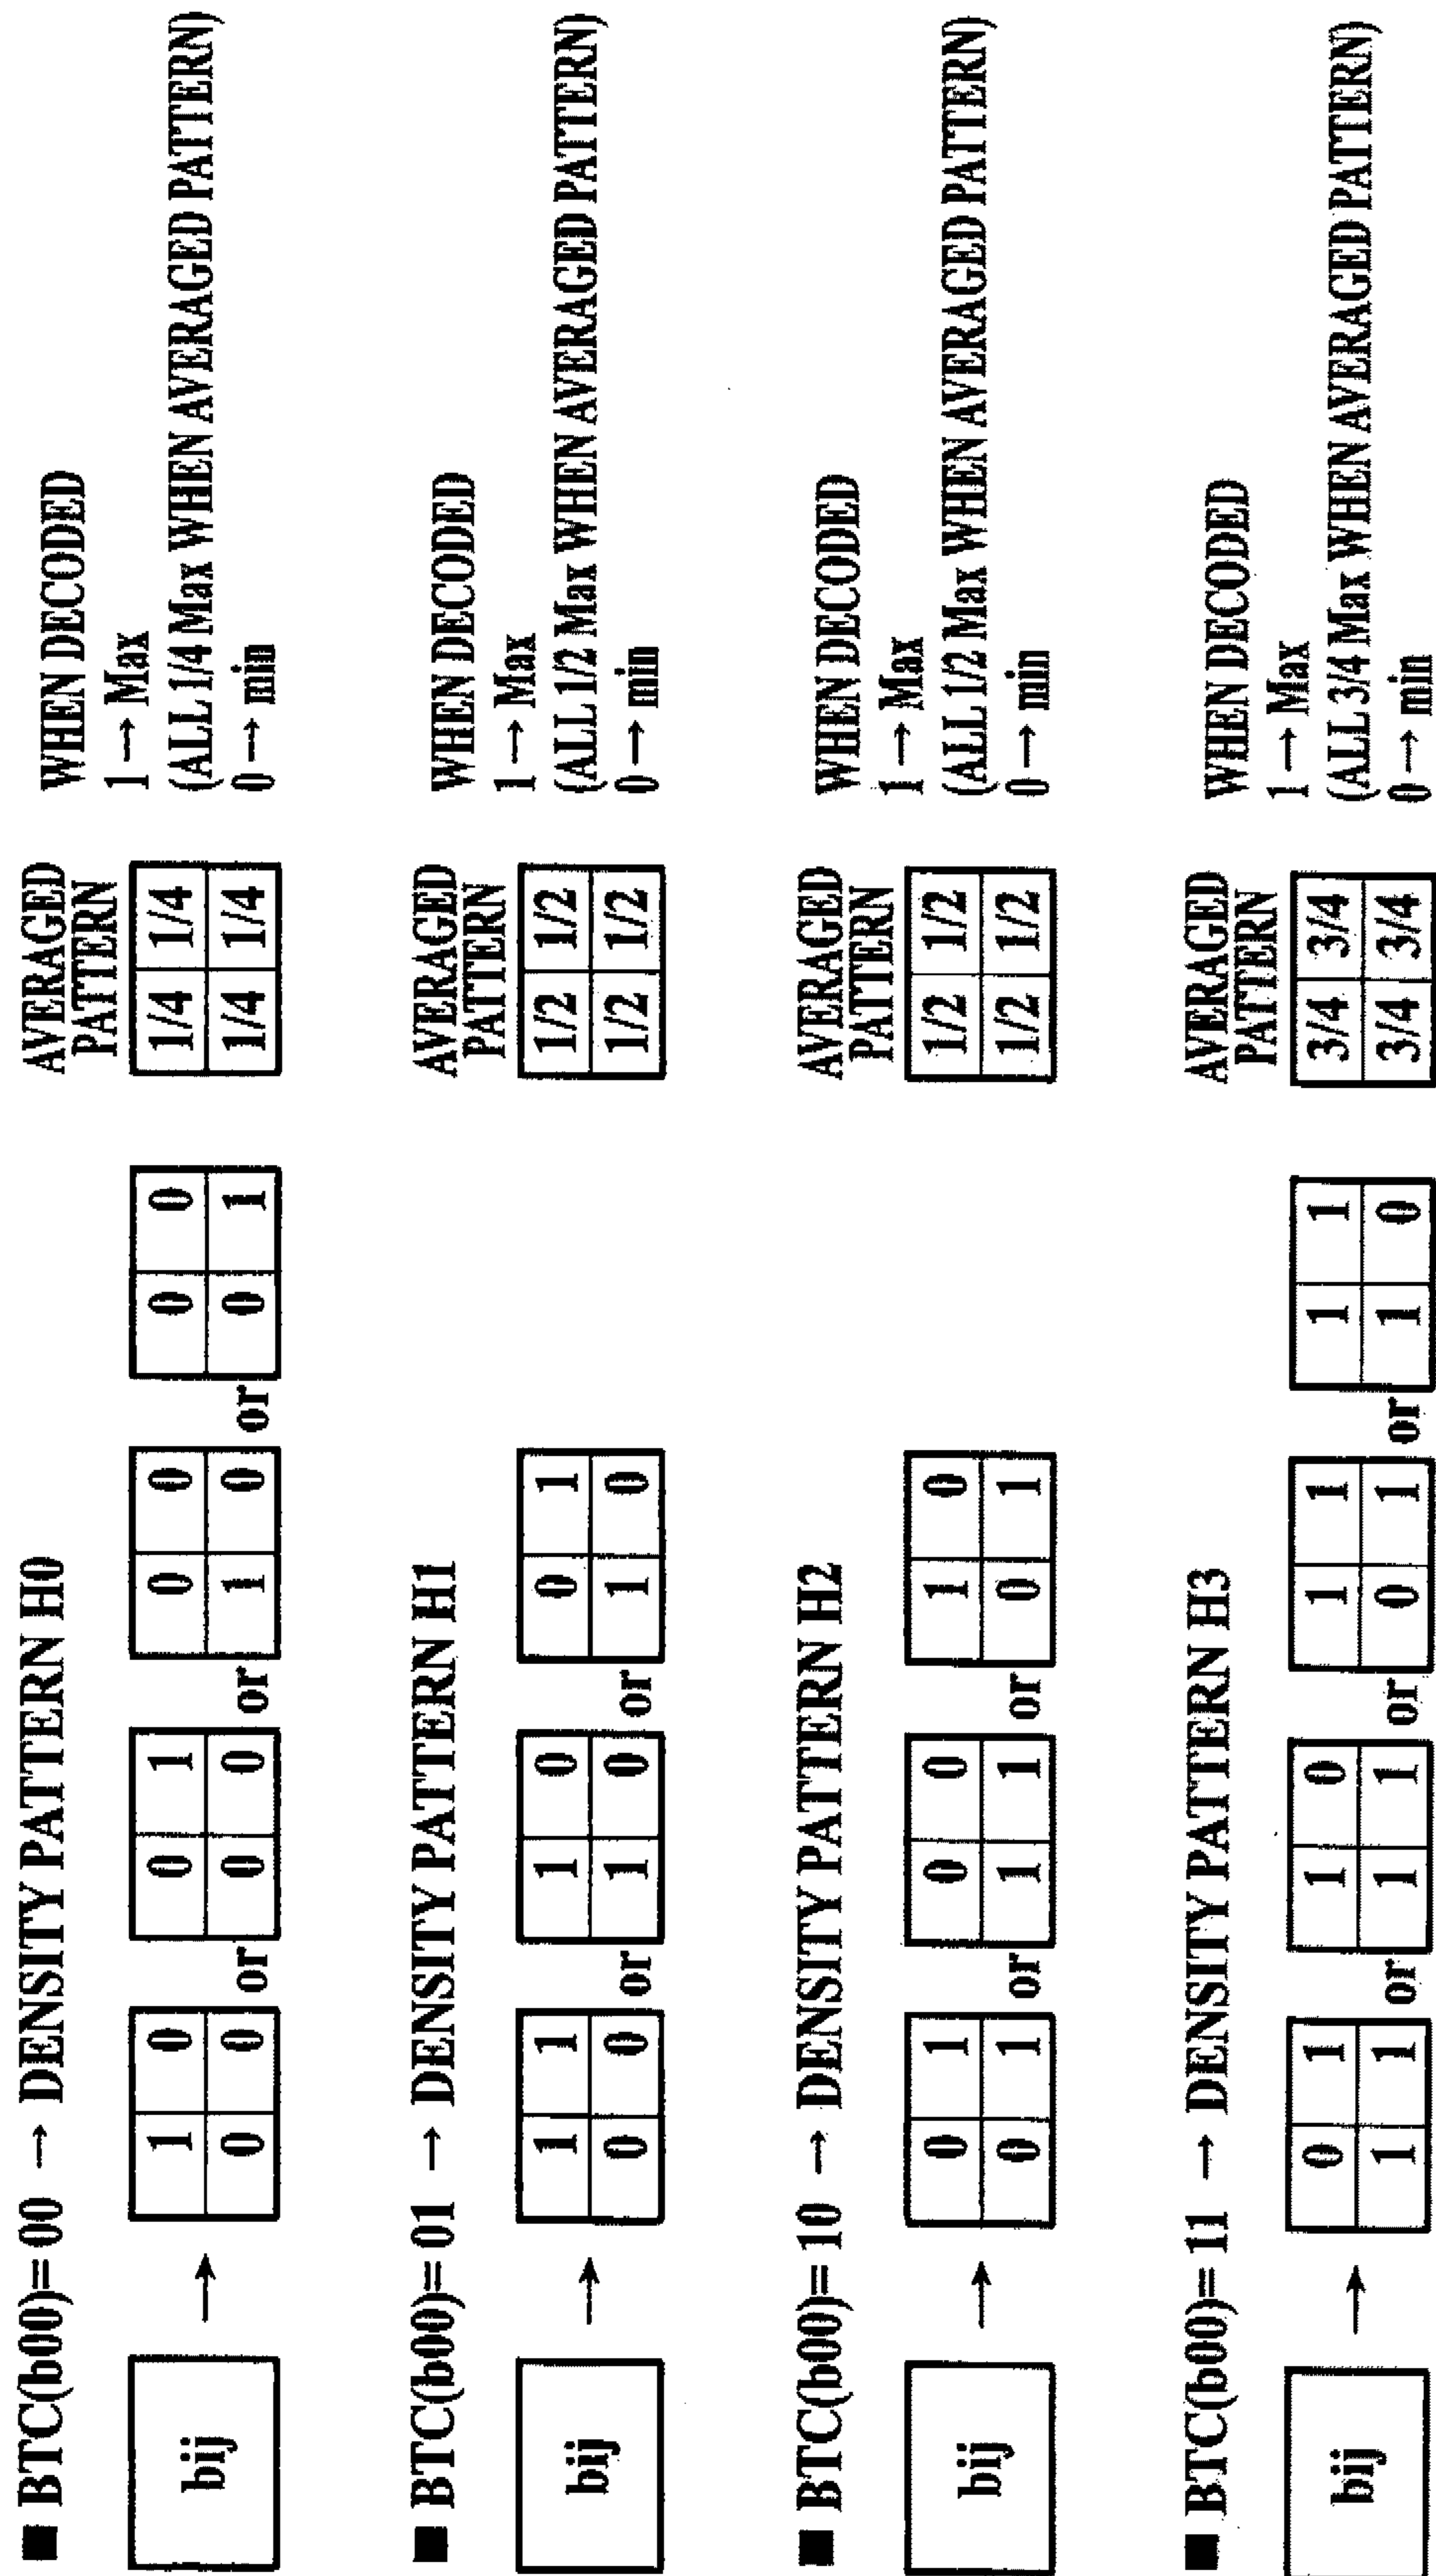 ■ BTC(b00)= 00 → DENSITY PATTERN H0
bij →
1 0
0 0
or
0 1
0 0
or
0 0
1 0
or
0 0
0 1
AVERAGED
PATTERN
1/4 1/4
1/4 1/4
WHEN DECODED
1 → Max
(ALL 1/4 Max WHEN AVERAGED PATTERN)
0 → min
■ BTC(b00)= 01 → DENSITY PATTERN H1
bij →
1 1
0 0
or
1 0
1 0
or
0 1
1 0
AVERAGED
PATTERN
1/2 1/2
1/2 1/2
WHEN DECODED
1 → Max
(ALL 1/2 Max WHEN AVERAGED PATTERN)
0 → min
■ BTC(b00)= 10 → DENSITY PATTERN H2
bij →
0 1
0 1
or
0 0
1 1
or
1 0
0 1
AVERAGED
PATTERN
1/2 1/2
1/2 1/2
WHEN DECODED
1 → Max
(ALL 1/2 Max WHEN AVERAGED PATTERN)
0 → min
■ BTC(b00)= 11 → DENSITY PATTERN H3
bij →
0 1
1 1
or
1 0
1 1
or
1 1
0 1
or
1 1
1 0
AVERAGED
PATTERN
3/4 3/4
3/4 3/4
WHEN DECODED
1 → Max
(ALL 3/4 Max WHEN AVERAGED PATTERN)
0 → min